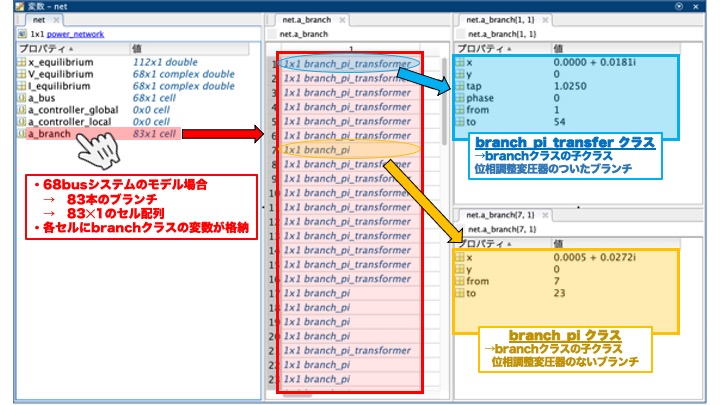 変数 - net
net
1x1 power_network
プロパティ 値
x_equilibrium 112x1 double
V_equilibrium 68x1 complex double
I_equilibrium 68x1 complex double
a_bus 68x1 cell
a_controller_global 0x0 cell
a_controller_local 0x0 cell
a_branch 83x1 cell
・68busシステムのモデル場合
→ 83本のブランチ
→ 83×1のセル配列
・各セルにbranchクラスの変数が格納
net.a_branch
net.a_branch
1
1 1x1 branch_pi_transformer
2 1x1 branch_pi_transformer
3 1x1 branch_pi_transformer
4 1x1 branch_pi_transformer
5 1x1 branch_pi_transformer
6 1x1 branch_pi_transformer
7 1x1 branch_pi
8 1x1 branch_pi_transformer
9 1x1 branch_pi_transformer
10 1x1 branch_pi_transformer
11 1x1 branch_pi_transformer
12 1x1 branch_pi_transformer
13 1x1 branch_pi_transformer
14 1x1 branch_pi_transformer
15 1x1 branch_pi_transformer
16 1x1 branch_pi_transformer
17 1x1 branch_pi
18 1x1 branch_pi
19 1x1 branch_pi
20 1x1 branch_pi
21 1x1 branch_pi_transformer
22 1x1 branch_pi
23 1x1 branch_pi
net.a_branch{1, 1}
net.a_branch{1, 1}
プロパティ 値
x 0.0000 + 0.0181i
y 0
tap 1.0250
phase 0
from 1
to 54
branch_pi_transfer クラス
→branchクラスの子クラス
位相調整変圧器のついたブランチ
net.a_branch{7, 1}
net.a_branch{7, 1}
プロパティ 値
x 0.0005 + 0.0272i
y 0
from 7
to 23
branch_pi クラス
→branchクラスの子クラス
位相調整変圧器のないブランチ